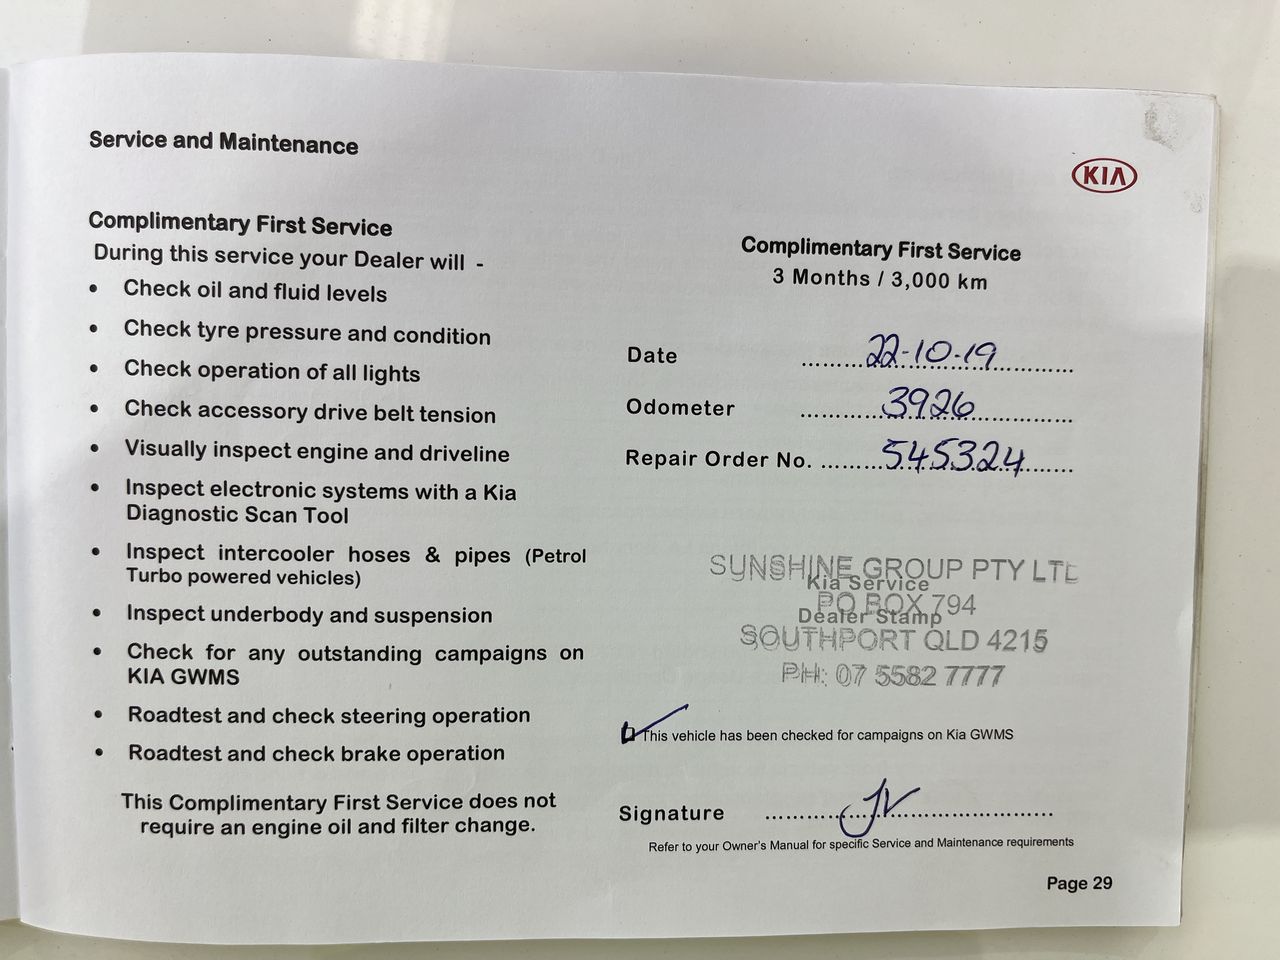 Service and Maintenance
KIA
Complimentary First Service
During this service your Dealer will -
• Check oil and fluid levels
• Check tyre pressure and condition
• Check operation of all lights
• Check accessory drive belt tension
• Visually inspect engine and driveline
• Inspect electronic systems with a Kia
Diagnostic Scan Tool
• Inspect intercooler hoses & pipes (Petrol
Turbo powered vehicles)
• Inspect underbody and suspension
• Check for any outstanding campaigns on
KIA GWMS
• Roadtest and check steering operation
• Roadtest and check brake operation
This Complimentary First Service does not
require an engine oil and filter change.
Complimentary First Service
3 Months / 3,000 km
Date 22-10-19
Odometer 3926
Repair Order No. 545324
SUNSHINE GROUP PTY LTD
Kia Service
PO BOX 794
Dealer Stamp
SOUTHPORT QLD 4215
PH: 07 5582 7777
This vehicle has been checked for campaigns on Kia GWMS
Signature JV
Refer to your Owner's Manual for specific Service and Maintenance requirements
Page 29